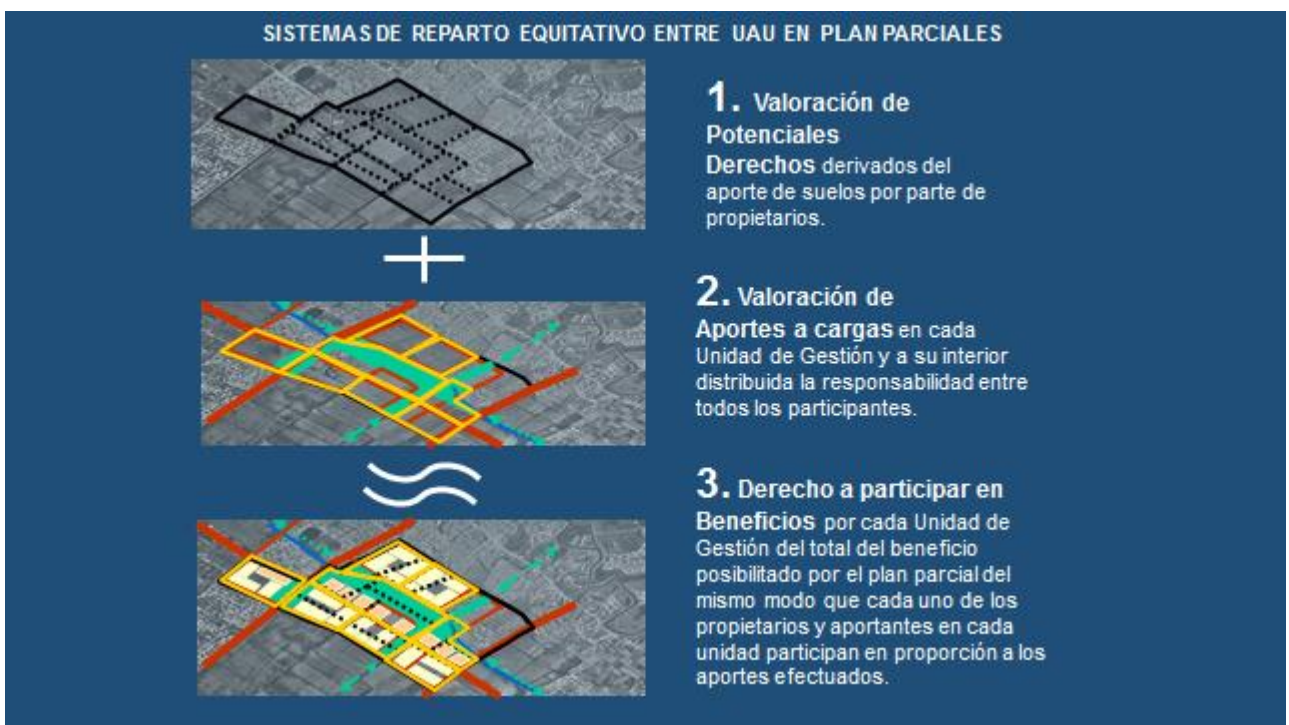 SISTEMAS DE REPARTO EQUITATIVO ENTRE UAU EN PLAN PARCIALES
1. Valoración de
Potenciales
Derechos derivados del
aporte de suelos por parte de
propietarios.
2. Valoración de
Aportes a cargas en cada
Unidad de Gestión y a su interior
distribuida la responsabilidad entre
todos los participantes.
3. Derecho a participar en
Beneficios por cada Unidad de
Gestión del total del beneficio
posibilitado por el plan parcial del
mismo modo que cada uno de los
propietarios y aportantes en cada
unidad participan en proporción a los
aportes efectuados.